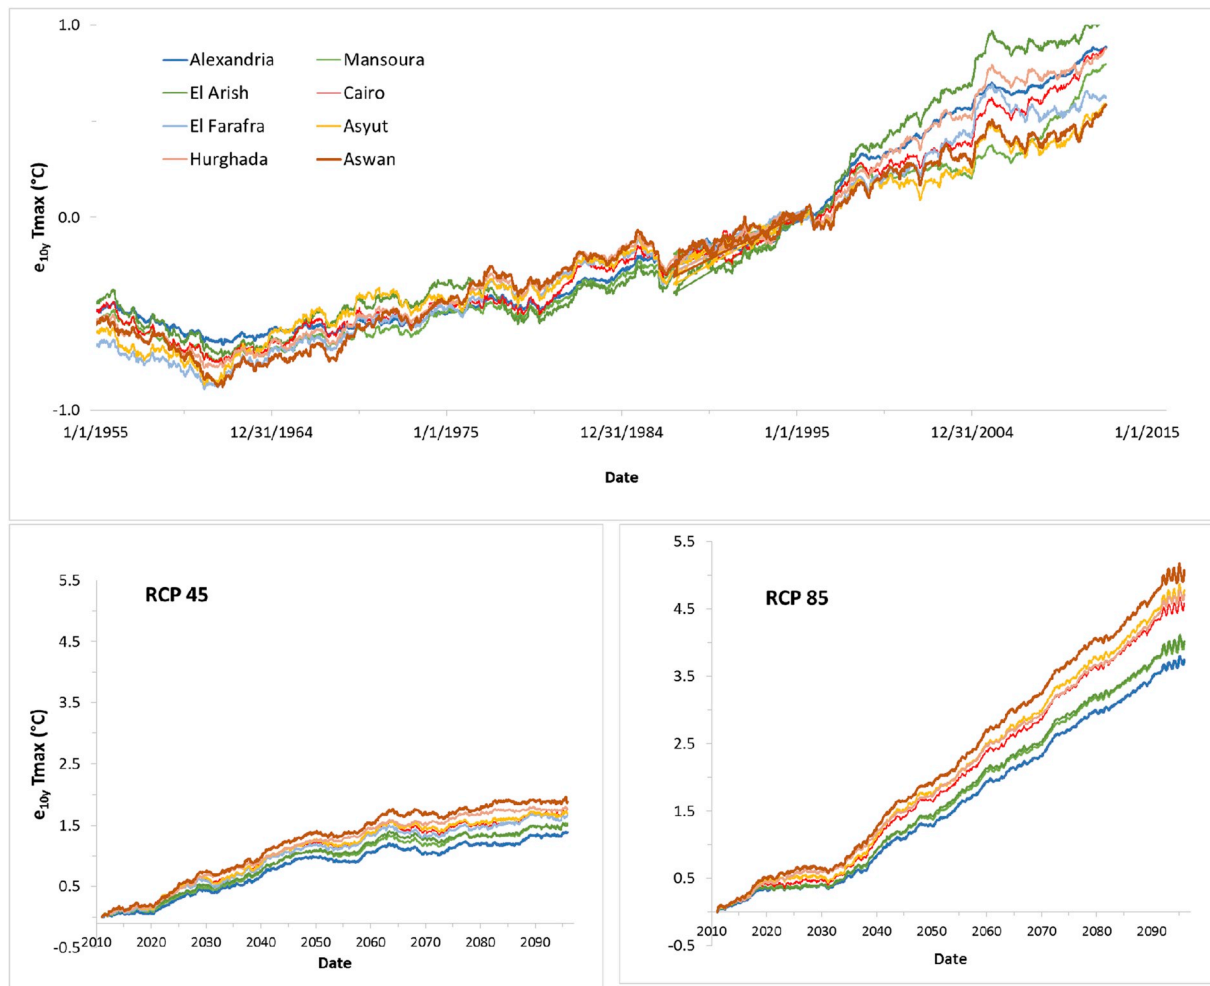 1.0
Alexandria Mansoura
El Arish Cairo
El Farafra Asyut
Hurghada Aswan
e10y Tmax (°C)
0.0
-1.0
1/1/1955 12/31/1964 1/1/1975 12/31/1984 1/1/1995 12/31/2004 1/1/2015
Date
5.5
RCP 45
4.5
3.5
e10y Tmax (°C)
2.5
1.5
0.5
-0.5
2010 2020 2030 2040 2050 2060 2070 2080 2090
Date
5.5
RCP 85
4.5
3.5
2.5
1.5
0.5
-0.5
2010 2020 2030 2040 2050 2060 2070 2080 2090
Date